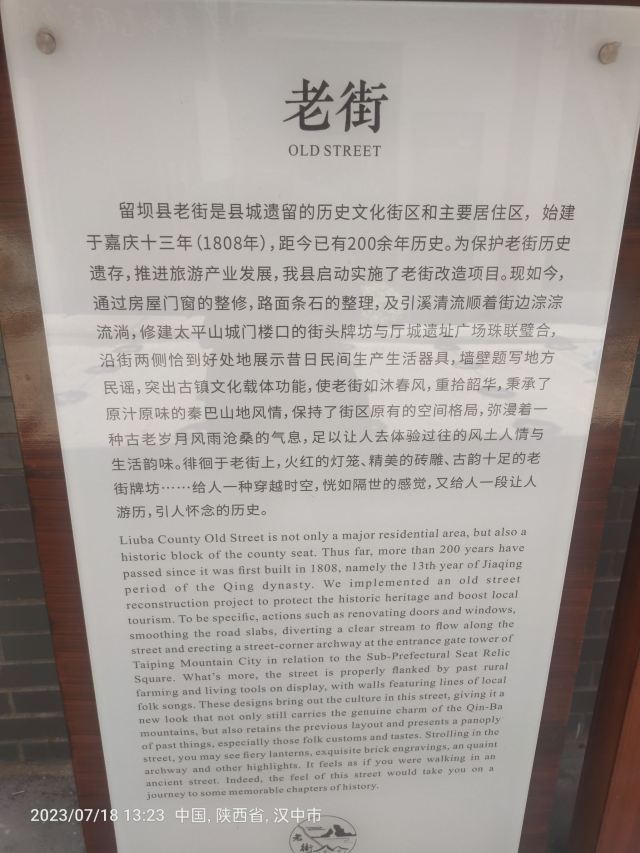 老街
OLD STREET
留坝县老街是县城遗留的历史文化街区和主要居住区，始建
于嘉庆十三年（1808年），距今已有200余年历史。为保护老街历史
遗存，推进旅游产业发展，我县启动实施了老街改造项目。现如今，
通过房屋门窗的整修，路面条石的整理，及引溪清流顺着街边淙淙
流淌，修建太平山城门楼口的街头牌坊与厅城遗址广场珠联璧合，
沿街两侧恰到好处地展示昔日民间生产生活器具，墙壁题写地方
民谣，突出古镇文化载体功能，使老街如沐春风，重拾韶华，秉承了
原汁原味的秦巴山地风情，保持了街区原有的空间格局，弥漫着一
种古老岁月风雨沧桑的气息，足以让人去体验过往的风土人情与
生活韵味。徘徊于老街上，火红的灯笼、精美的砖雕、古韵十足的老
街牌坊……给人一种穿越时空，恍如隔世的感觉，又给人一段让人
游历，引人怀念的历史。
Liuba County Old Street is not only a major residential area, but also a
historic block of the county seat. Thus far, more than 200 years have
passed since it was first built in 1808, namely the 13th year of Jiaqing
period of the Qing dynasty. We implemented an old street
reconstruction project to protect the historic heritage and boost local
tourism. To be specific, actions such as renovating doors and windows,
smoothing the road slabs, diverting a clear stream to flow along the
street and erecting a street-corner archway at the entrance gate tower of
Taiping Mountain City in relation to the Sub-Prefectural Seat Relic
Square. What's more, the street is properly flanked by past rural
farming and living tools on display, with walls featuring lines of local
folk songs. These designs bring out the culture in this street, giving it a
new look that not only still carries the genuine charm of the Qin-Ba
mountains, but also retains the previous layout and presents a panoply
of past things, especially those folk customs and tastes. Strolling in the
street, you may see fiery lanterns, exquisite brick engravings, an quaint
archway and other highlights. It feels as if you were walking in an
ancient street. Indeed, the feel of this street would take you on a
journey to some memorable chapters of history.
2023/07/18 13:23 中国, 陕西省, 汉中市
老街